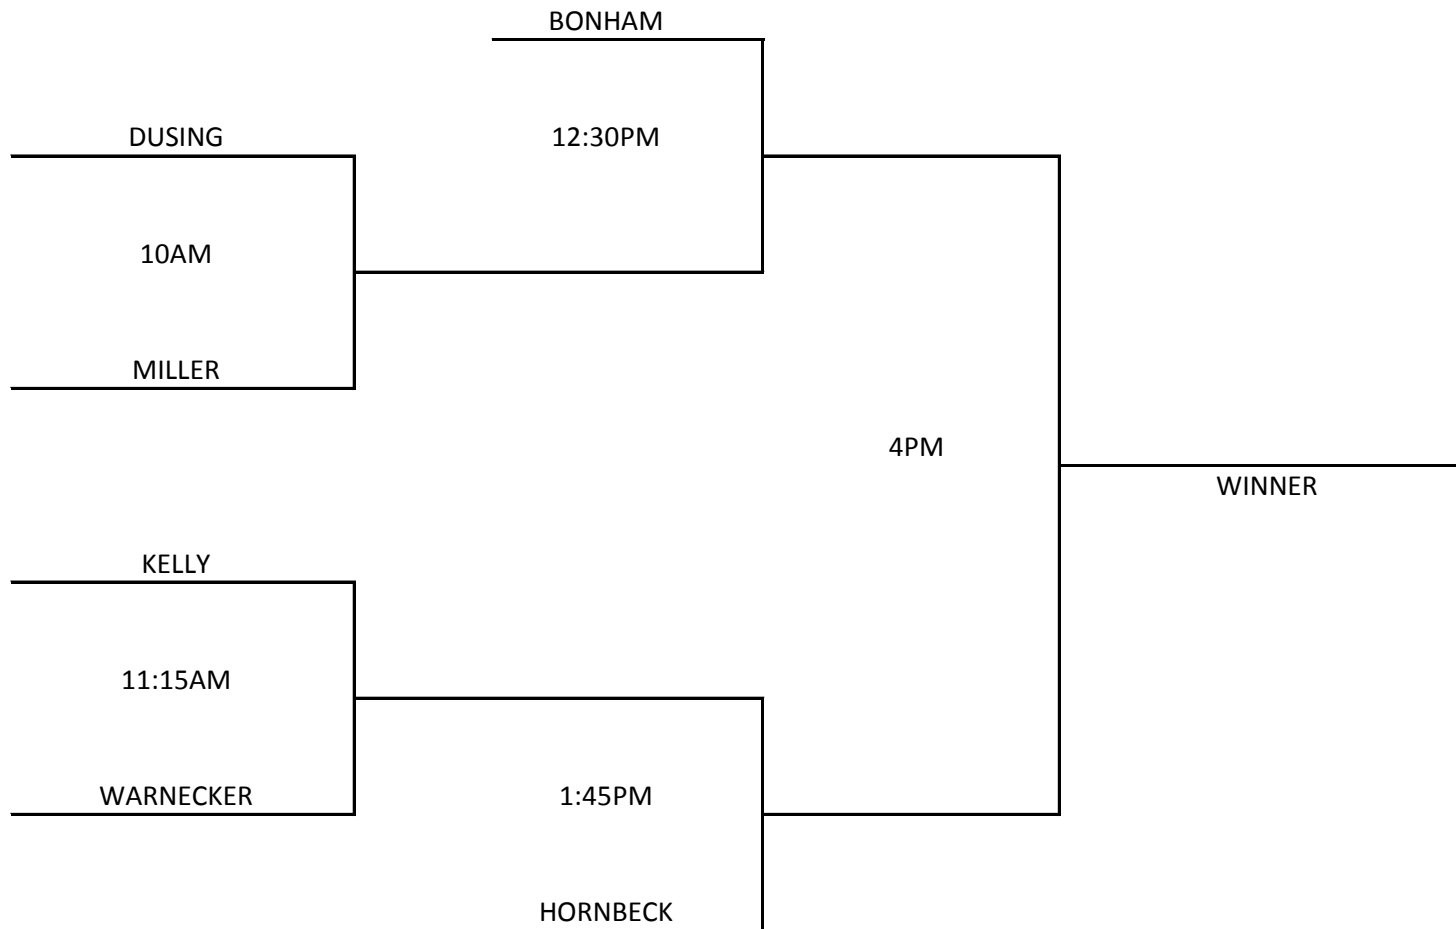 BONHAM
DUSING
12:30PM
10AM
MILLER
4PM
WINNER
KELLY
11:15AM
WARNECKER
1:45PM
HORNBECK